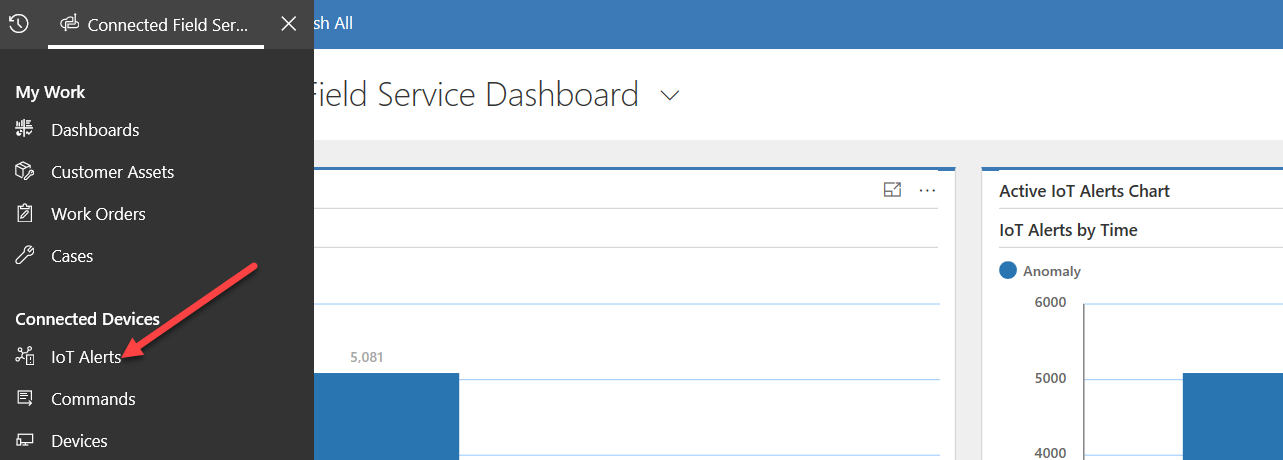 Connected Field Ser...
sh All
My Work
Dashboards
Customer Assets
Work Orders
Cases
Connected Devices
IoT Alerts
Commands
Devices
Field Service Dashboard
...
5,081
Active IoT Alerts Chart
IoT Alerts by Time
Anomaly
6000
5000
4000